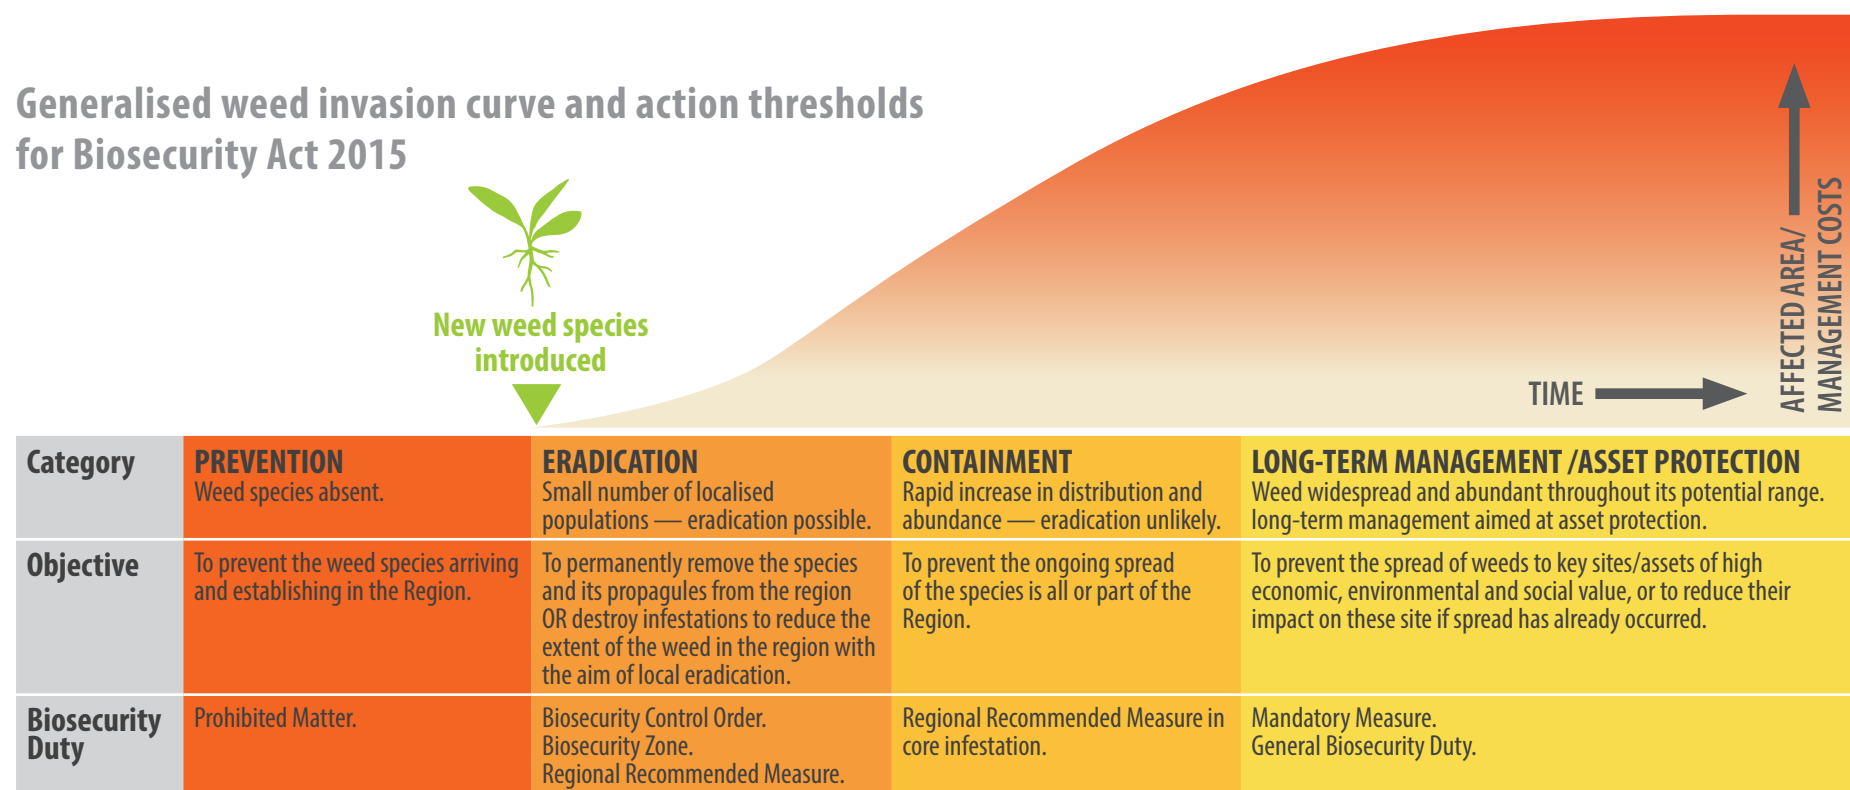 Generalised weed invasion curve and action thresholds
for Biosecurity Act 2015
New weed species
introduced
TIME
AFFECTED AREA/
MANAGEMENT COSTS
Category
PREVENTION
Weed species absent.
ERADICATION
Small number of localised
populations — eradication possible.
CONTAINMENT
Rapid increase in distribution and
abundance — eradication unlikely.
LONG-TERM MANAGEMENT /ASSET PROTECTION
Weed widespread and abundant throughout its potential range.
long-term management aimed at asset protection.
Objective
To prevent the weed species arriving
and establishing in the Region.
To permanently remove the species
and its propagules from the region
OR destroy infestations to reduce the
extent of the weed in the region with
the aim of local eradication.
To prevent the ongoing spread
of the species is all or part of the
Region.
To prevent the spread of weeds to key sites/assets of high
economic, environmental and social value, or to reduce their
impact on these site if spread has already occurred.
Biosecurity
Duty
Prohibited Matter.
Biosecurity Control Order.
Biosecurity Zone.
Regional Recommended Measure.
Regional Recommended Measure in
core infestation.
Mandatory Measure.
General Biosecurity Duty.